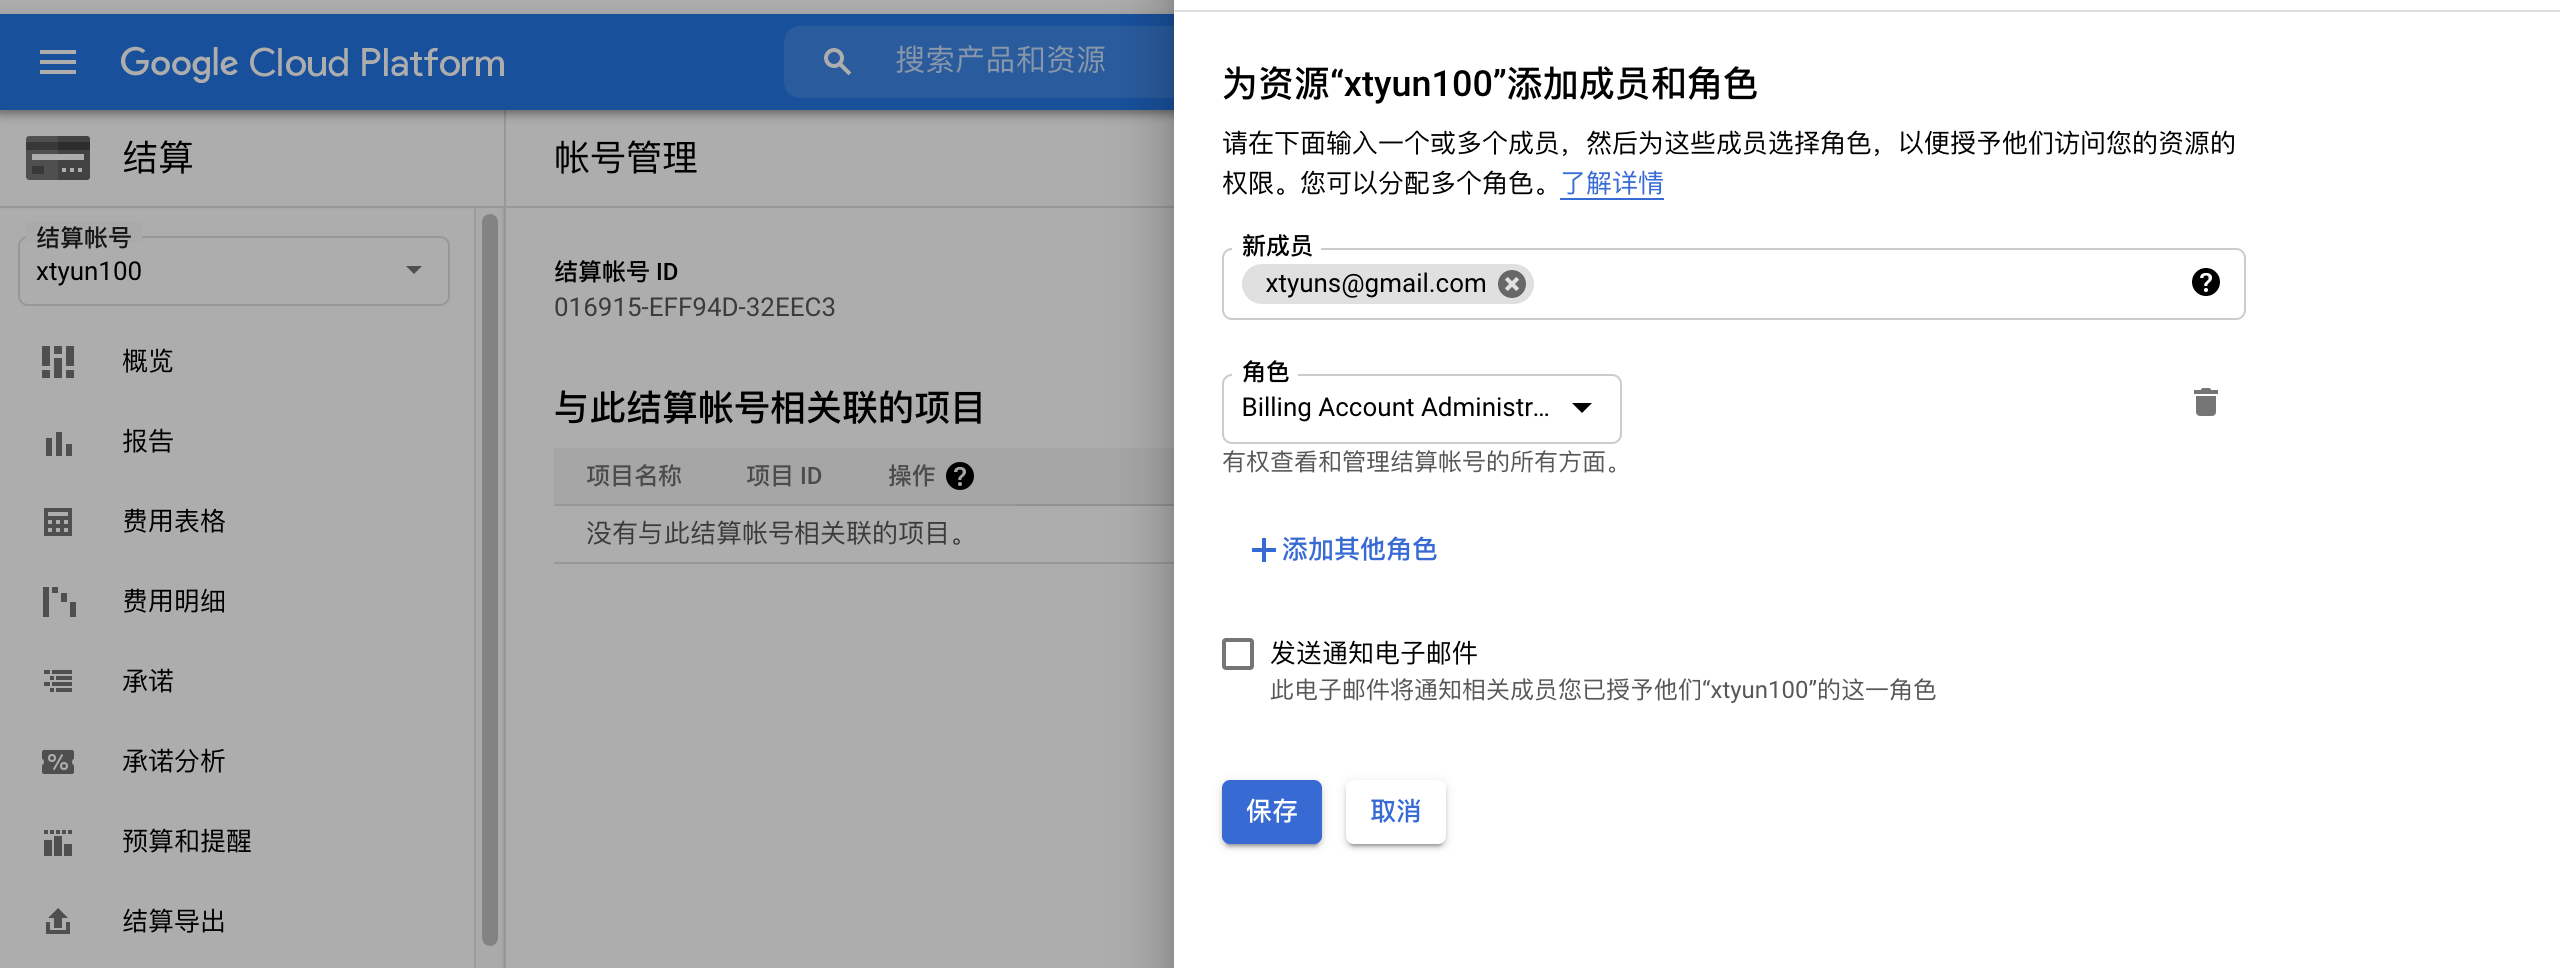 Google Cloud Platform
搜索产品和资源
结算
结算帐号
xtyun100
概览
报告
费用表格
费用明细
承诺
承诺分析
预算和提醒
结算导出
帐号管理
结算帐号 ID
016915-EFF94D-32EEC3
与此结算帐号相关联的项目
项目名称 项目 ID 操作
没有与此结算帐号相关联的项目。
为资源“xtyun100”添加成员和角色
请在下面输入一个或多个成员，然后为这些成员选择角色，以便授予他们访问您的资源的
权限。您可以分配多个角色。了解详情
新成员
xtyuns@gmail.com
角色
Billing Account Administr...
有权查看和管理结算帐号的所有方面。
添加其他角色
发送通知电子邮件
此电子邮件将通知相关成员您已授予他们“xtyun100”的这一角色
保存 取消